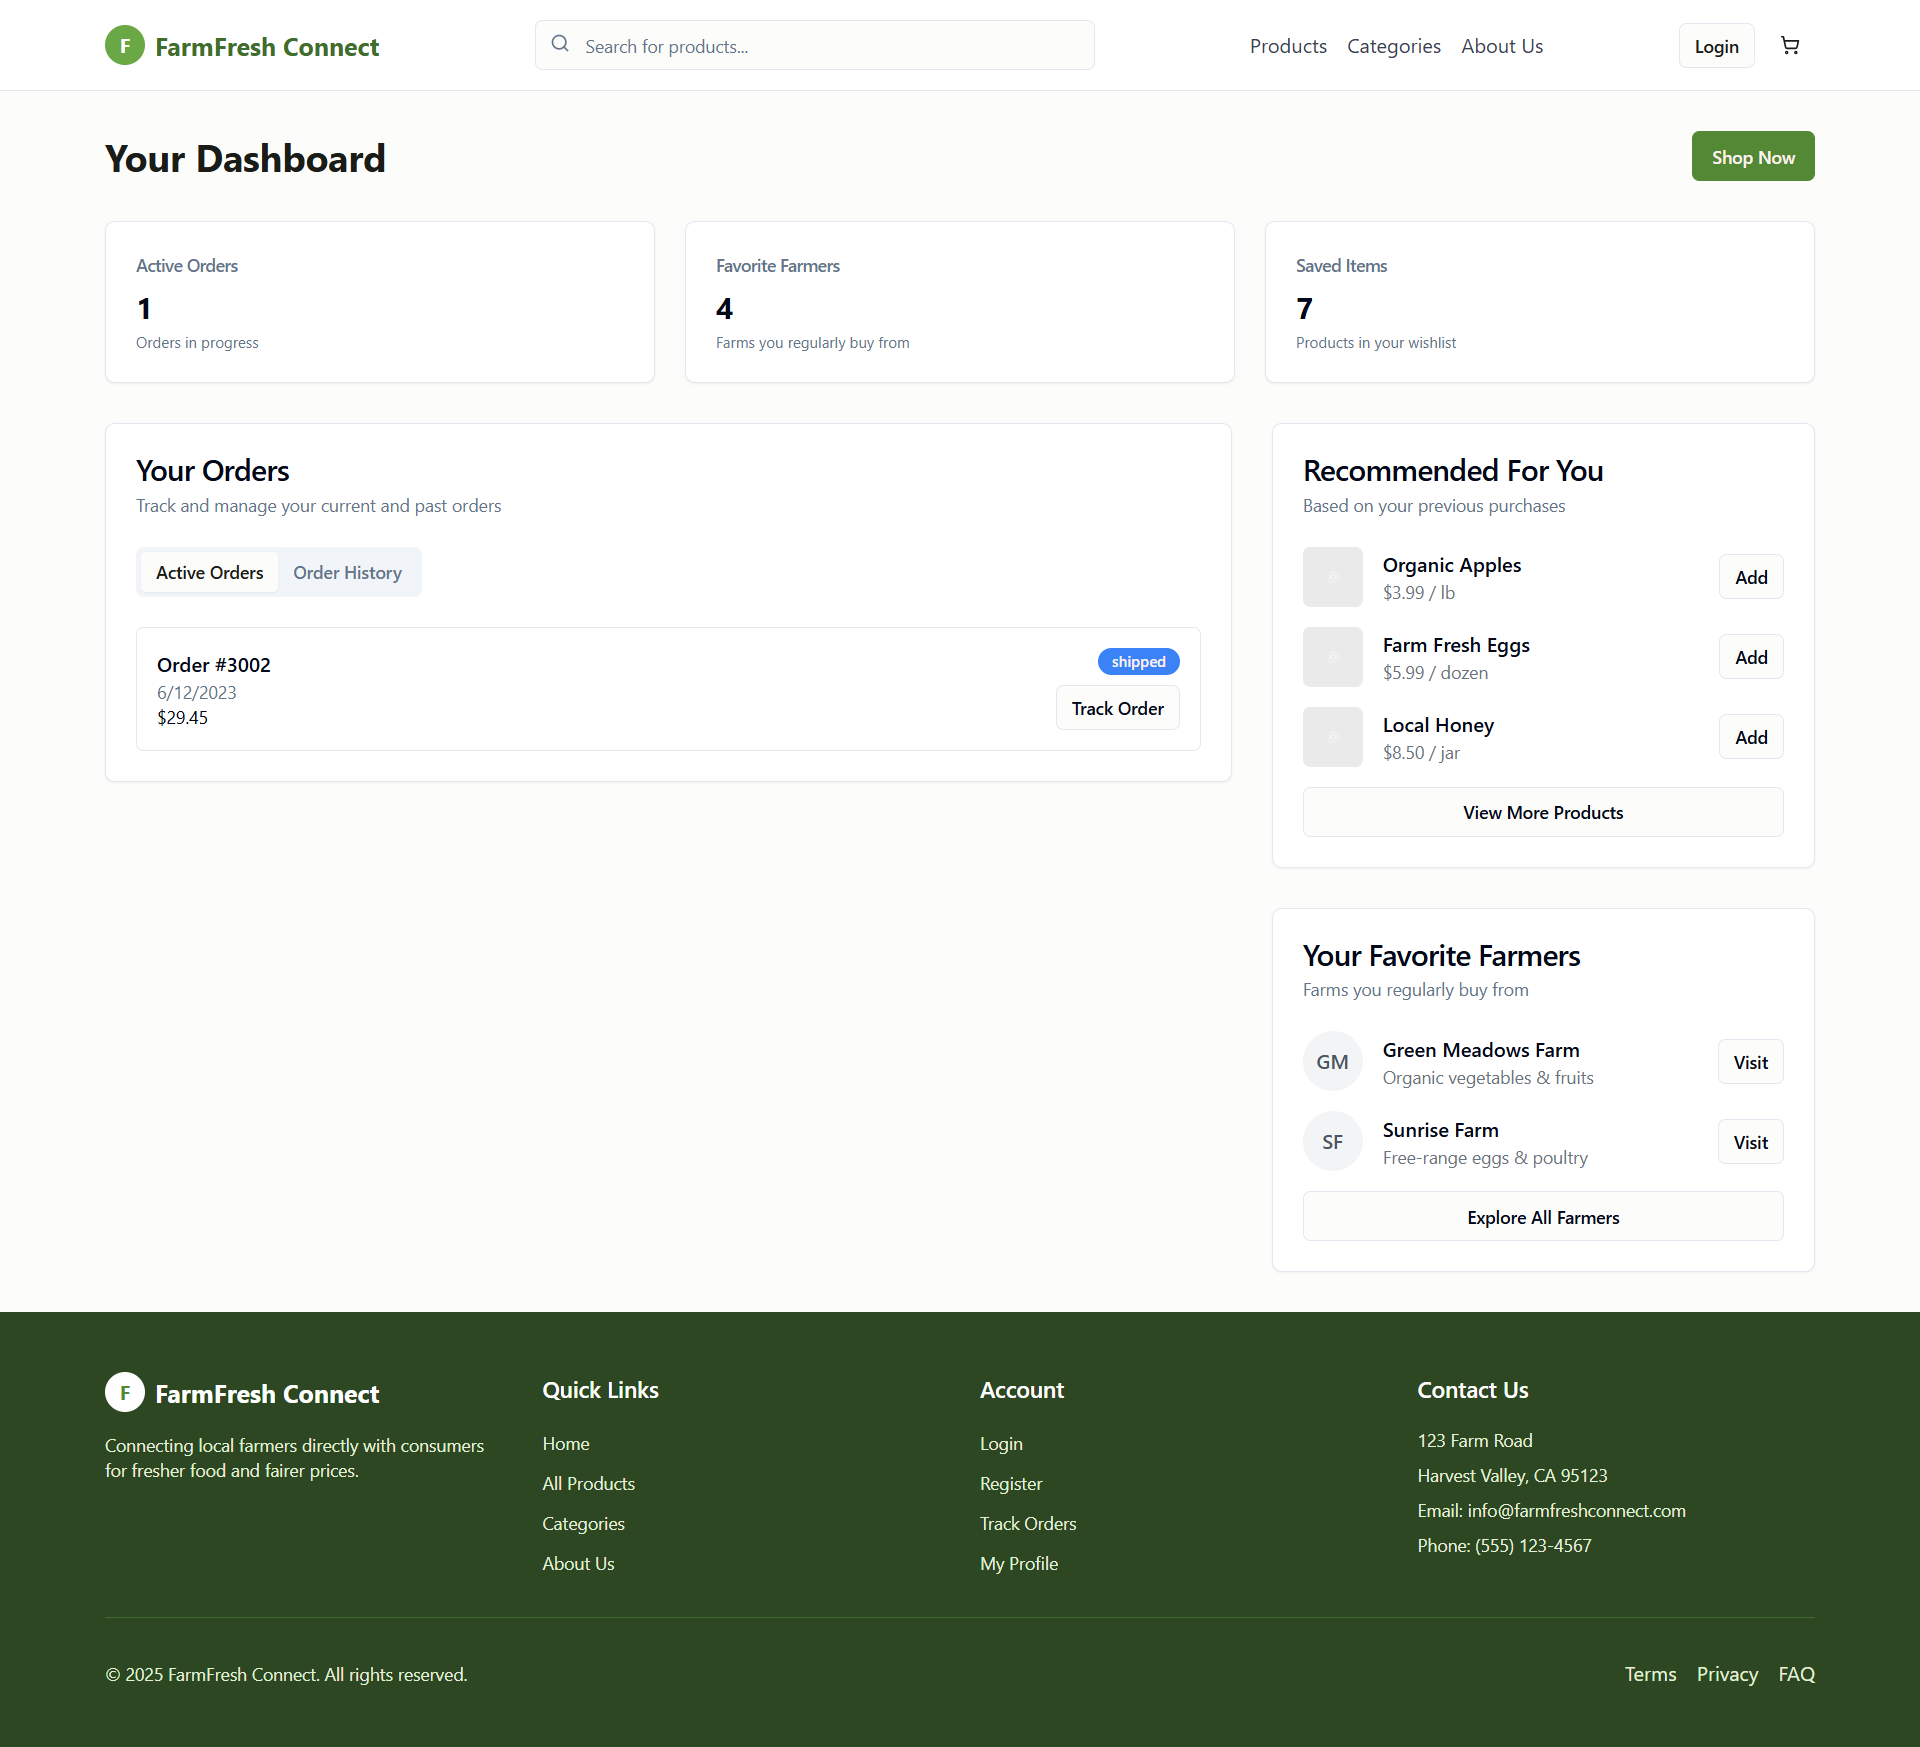 F FarmFresh Connect
Search for products...
Products Categories About Us
Login
Your Dashboard
Shop Now
Active Orders
1
Orders in progress
Favorite Farmers
4
Farms you regularly buy from
Saved Items
7
Products in your wishlist
Your Orders
Track and manage your current and past orders
Active Orders Order History
Order #3002
6/12/2023
$29.45
shipped
Track Order
Recommended For You
Based on your previous purchases
Organic Apples
$3.99 / lb
Add
Farm Fresh Eggs
$5.99 / dozen
Add
Local Honey
$8.50 / jar
Add
View More Products
Your Favorite Farmers
Farms you regularly buy from
GM
Green Meadows Farm
Organic vegetables & fruits
Visit
SF
Sunrise Farm
Free-range eggs & poultry
Visit
Explore All Farmers
F FarmFresh Connect
Connecting local farmers directly with consumers
for fresher food and fairer prices.
Quick Links
Home
All Products
Categories
About Us
Account
Login
Register
Track Orders
My Profile
Contact Us
123 Farm Road
Harvest Valley, CA 95123
Email: info@farmfreshconnect.com
Phone: (555) 123-4567
© 2025 FarmFresh Connect. All rights reserved.
Terms Privacy FAQ